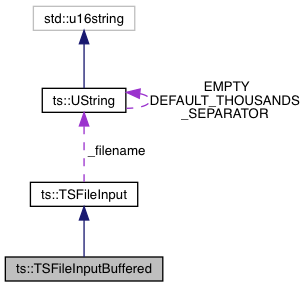 std::u16string
ts::UString
EMPTY
DEFAULT_THOUSANDS
_SEPARATOR
_filename
ts::TSFileInput
ts::TSFileInputBuffered